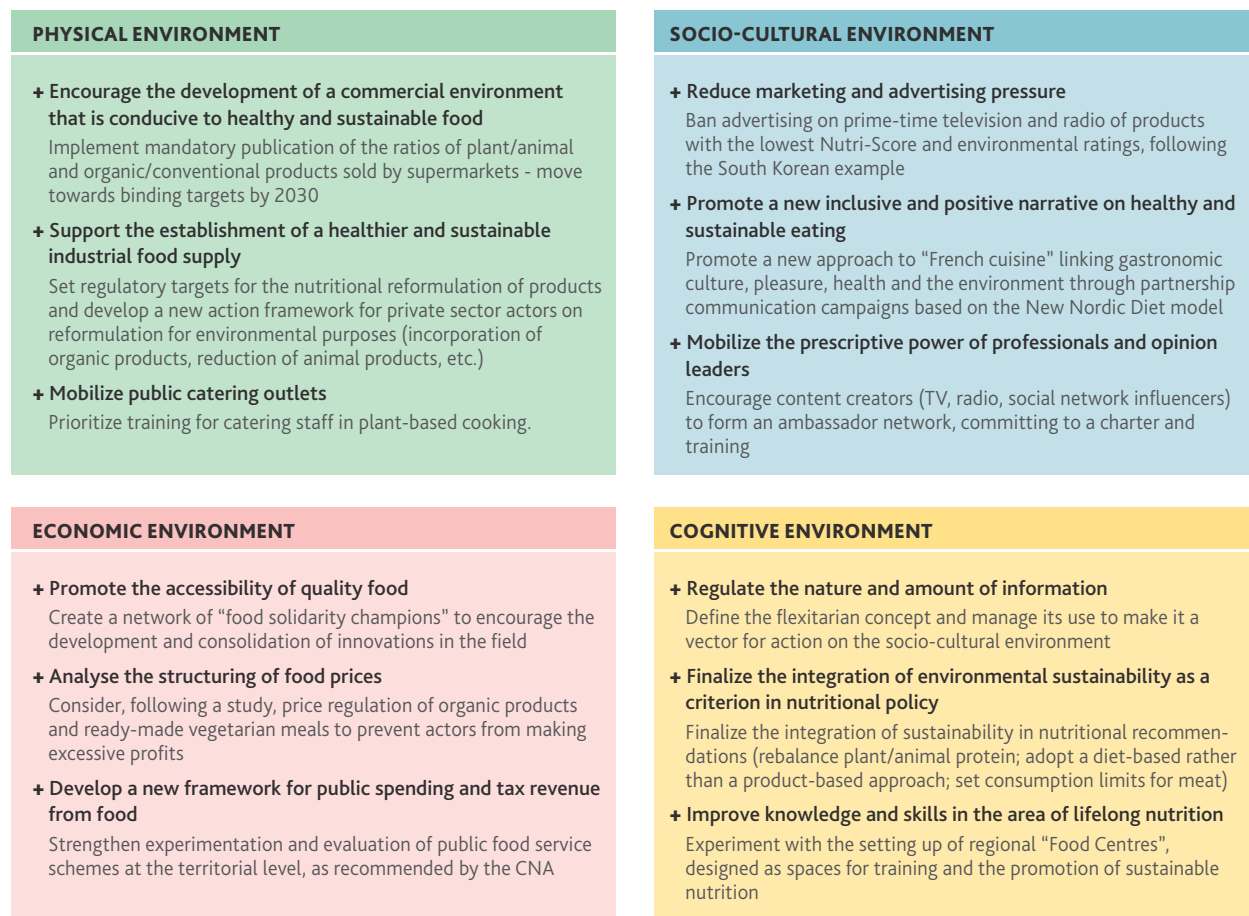 PHYSICAL ENVIRONMENT
+ Encourage the development of a commercial environment
that is conducive to healthy and sustainable food
Implement mandatory publication of the ratios of plant/animal
and organic/conventional products sold by supermarkets - move
towards binding targets by 2030
+ Support the establishment of a healthier and sustainable
industrial food supply
Set regulatory targets for the nutritional reformulation of products
and develop a new action framework for private sector actors on
reformulation for environmental purposes (incorporation of
organic products, reduction of animal products, etc.)
+ Mobilize public catering outlets
Prioritize training for catering staff in plant-based cooking.
SOCIO-CULTURAL ENVIRONMENT
+ Reduce marketing and advertising pressure
Ban advertising on prime-time television and radio of products
with the lowest Nutri-Score and environmental ratings, following
the South Korean example
+ Promote a new inclusive and positive narrative on healthy and
sustainable eating
Promote a new approach to “French cuisine” linking gastronomic
culture, pleasure, health and the environment through partnership
communication campaigns based on the New Nordic Diet model
+ Mobilize the prescriptive power of professionals and opinion
leaders
Encourage content creators (TV, radio, social network influencers)
to form an ambassador network, committing to a charter and
training
ECONOMIC ENVIRONMENT
+ Promote the accessibility of quality food
Create a network of “food solidarity champions” to encourage the
development and consolidation of innovations in the field
+ Analyse the structuring of food prices
Consider, following a study, price regulation of organic products
and ready-made vegetarian meals to prevent actors from making
excessive profits
+ Develop a new framework for public spending and tax revenue
from food
Strengthen experimentation and evaluation of public food service
schemes at the territorial level, as recommended by the CNA
COGNITIVE ENVIRONMENT
+ Regulate the nature and amount of information
Define the flexitarian concept and manage its use to make it a
vector for action on the socio-cultural environment
+ Finalize the integration of environmental sustainability as a
criterion in nutritional policy
Finalize the integration of sustainability in nutritional recommen-
dations (rebalance plant/animal protein; adopt a diet-based rather
than a product-based approach; set consumption limits for meat)
+ Improve knowledge and skills in the area of lifelong nutrition
Experiment with the setting up of regional “Food Centres”,
designed as spaces for training and the promotion of sustainable
nutrition